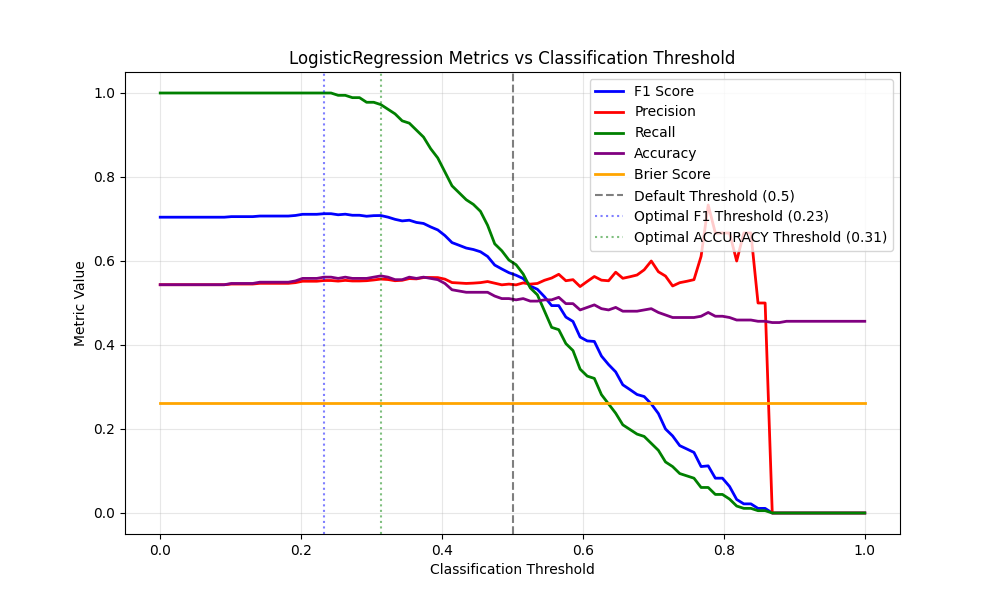 LogisticRegression Metrics vs Classification Threshold
F1 Score
Precision
Recall
Accuracy
Brier Score
Default Threshold (0.5)
Optimal F1 Threshold (0.23)
Optimal ACCURACY Threshold (0.31)
Metric Value
1.0
0.8
0.6
0.4
0.2
0.0
0.0 0.2 0.4 0.6 0.8 1.0
Classification Threshold